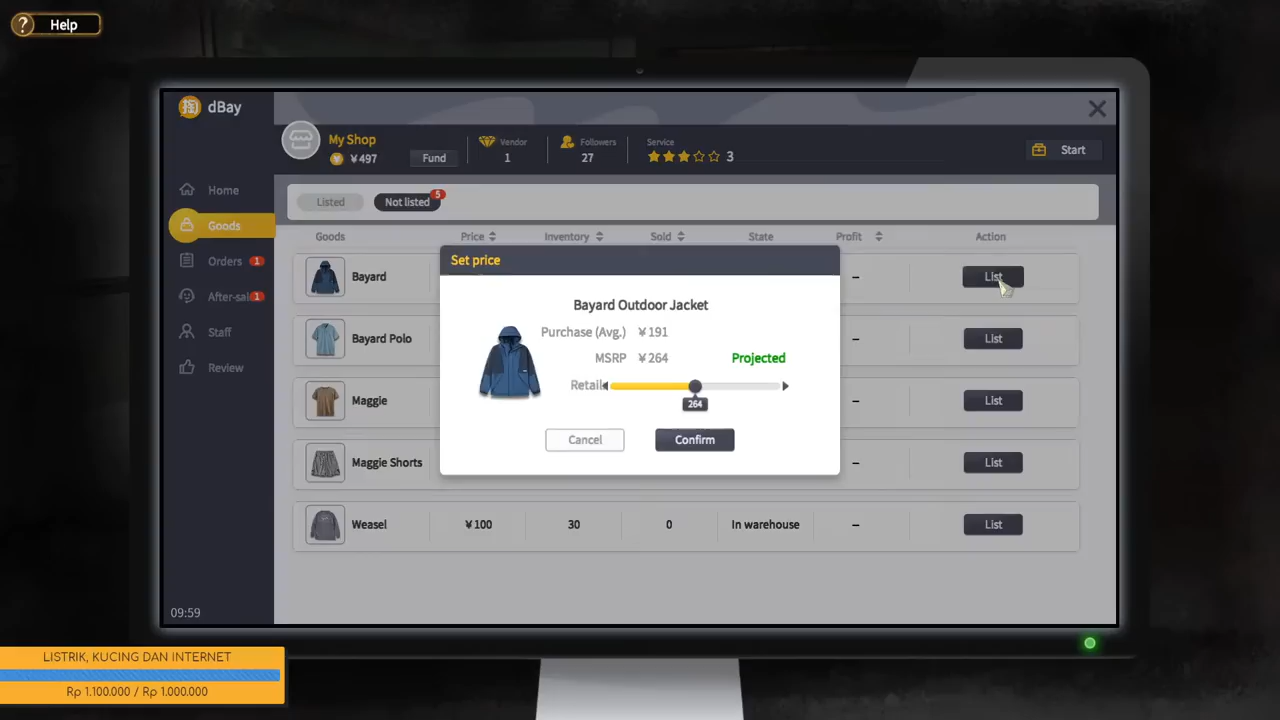 ? Help
掏 dBay
My Shop
¥ 497
Fund
Vendor
1
Followers
27
Service
3
Start
Home
Goods
Orders 1
After-sal 1
Staff
Review
09:59
Listed
Not listed 5
Goods Price Inventory Sold State Profit Action
Bayard – List
Bayard Polo – List
Maggie – List
Maggie Shorts – List
Weasel ¥ 100 30 0 In warehouse – List
Set price
Bayard Outdoor Jacket
Purchase (Avg.) ¥ 191
MSRP ¥ 264 Projected
Retail
264
Cancel Confirm
LISTRIK, KUCING DAN INTERNET
Rp 1.100.000 / Rp 1.000.000